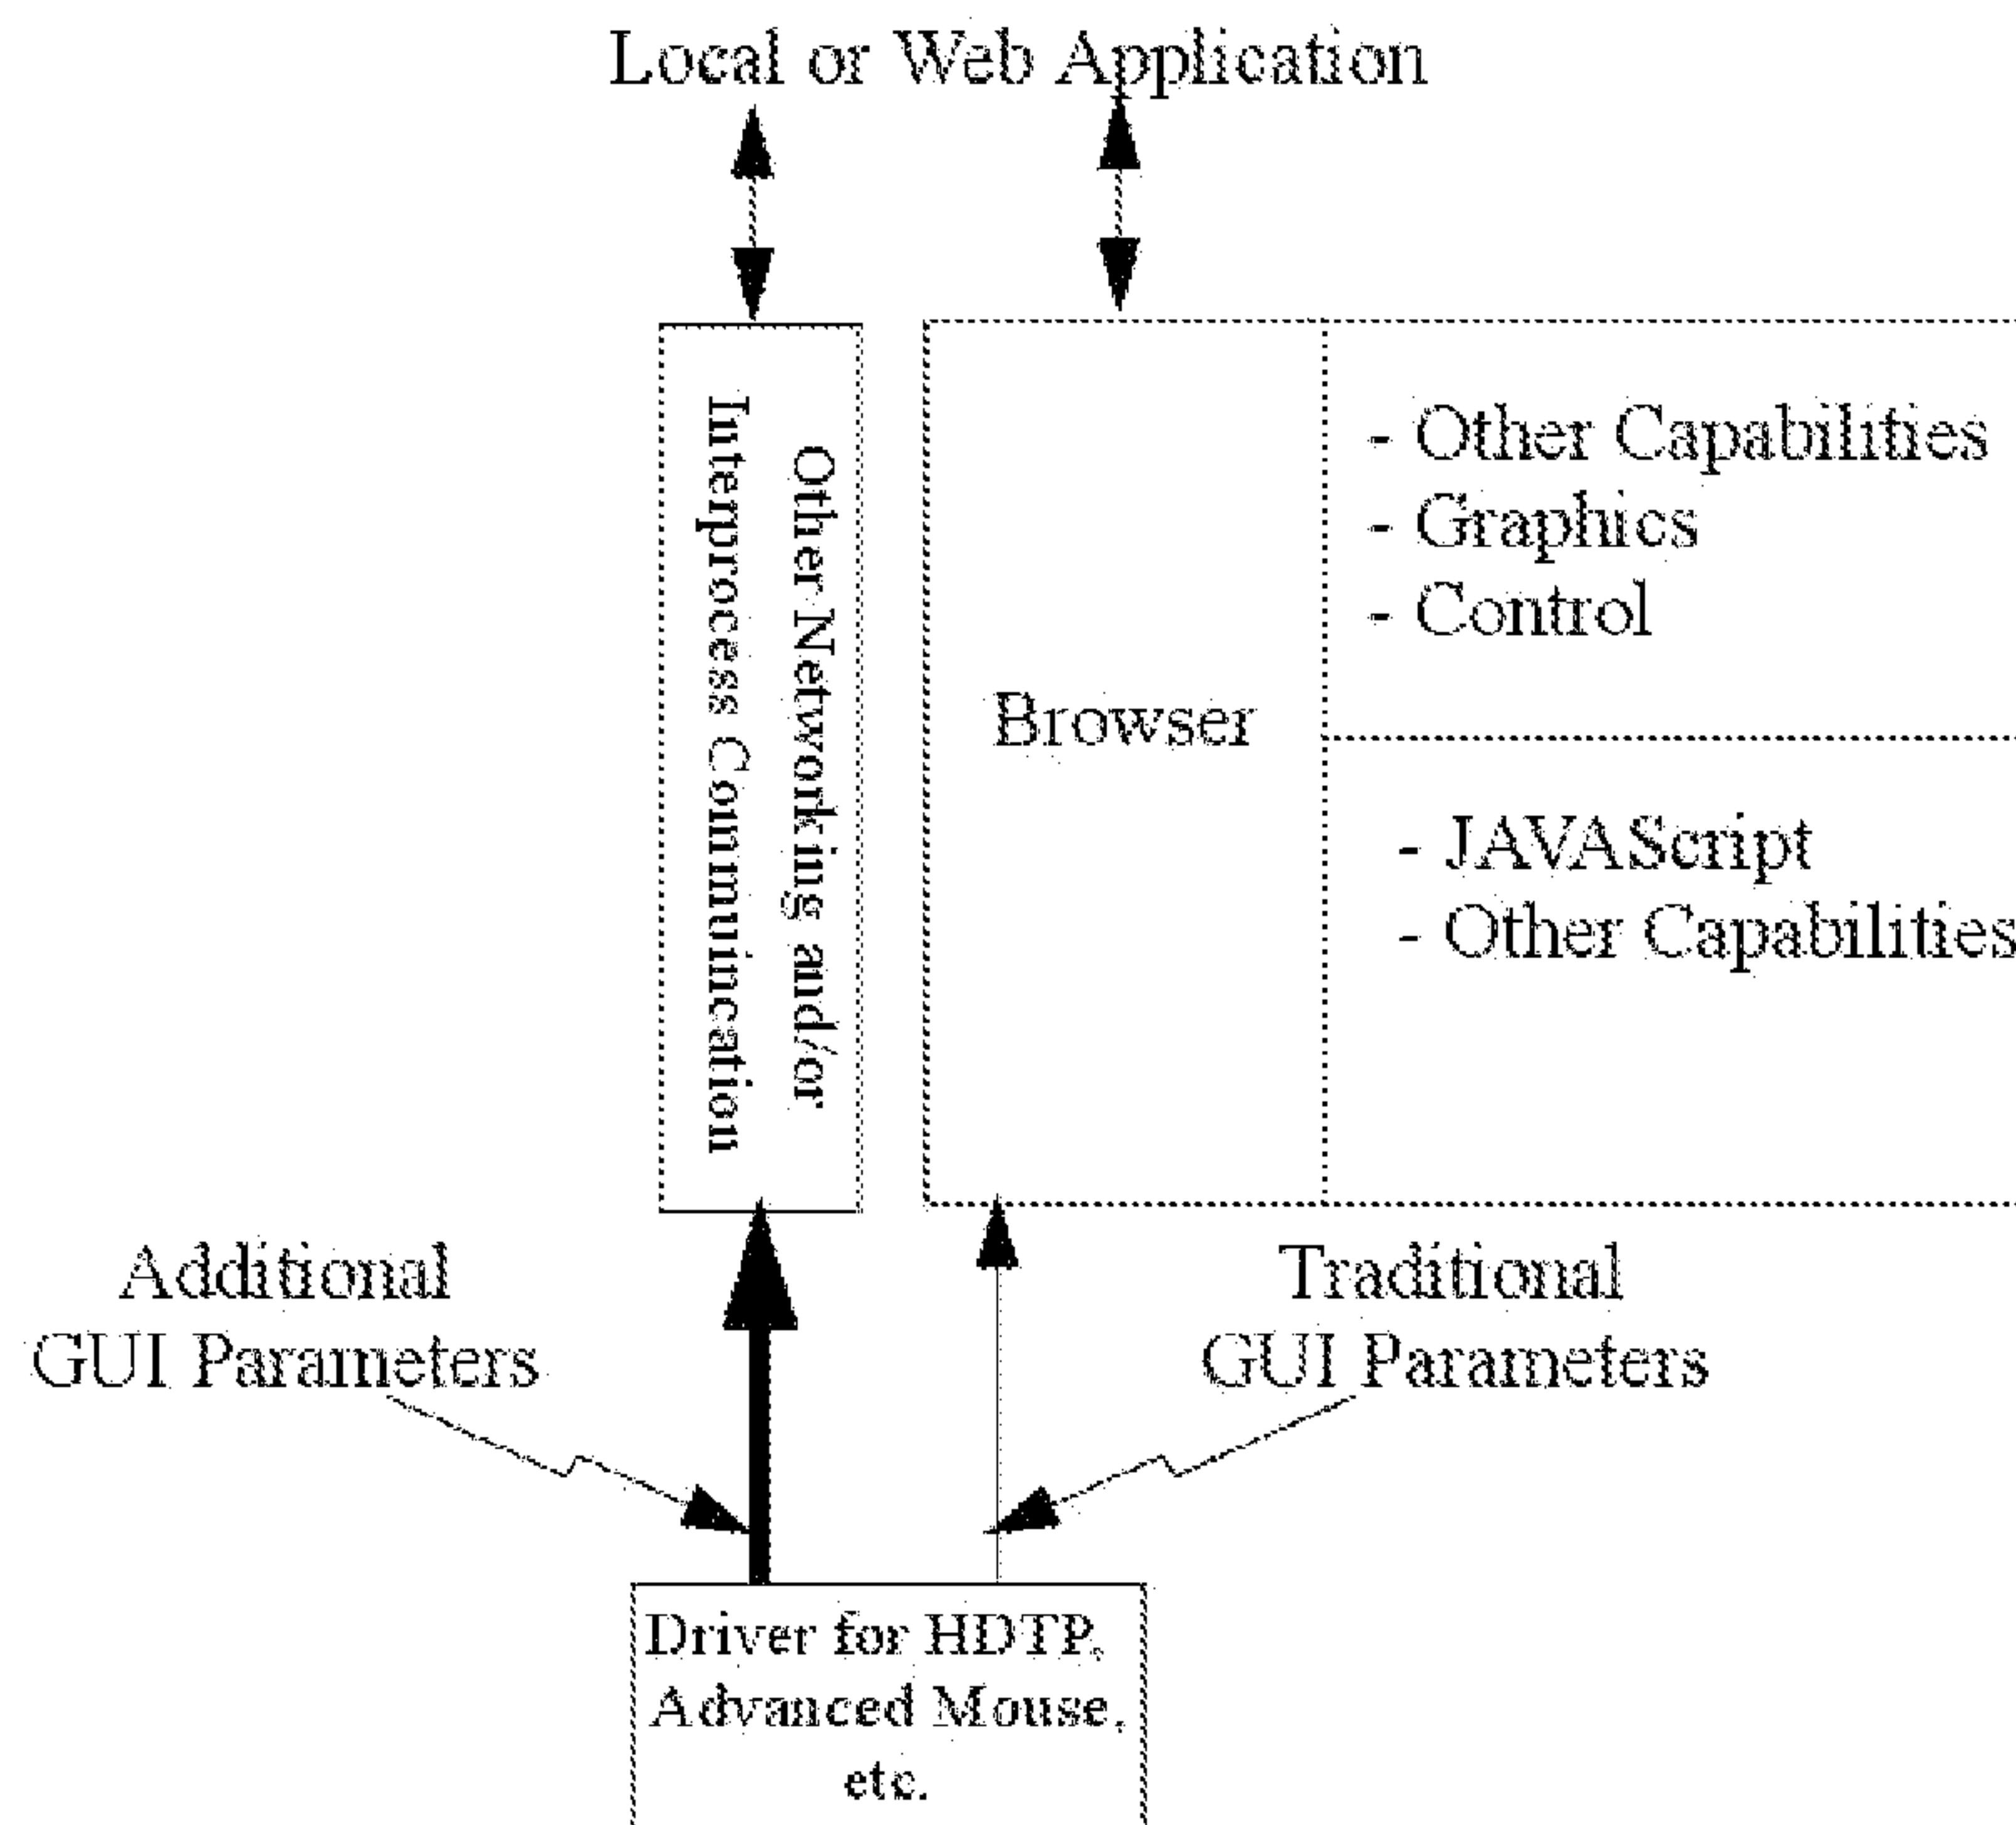 Local or Web Application
Other Networking and/or
Interprocess Communication
Browser
- Other Capabilities
- Graphics
- Control
- JAVAScript
- Other Capabilities
Additional
GUI Parameters
Traditional
GUI Parameters
Driver for HDTP,
Advanced Mouse,
etc.